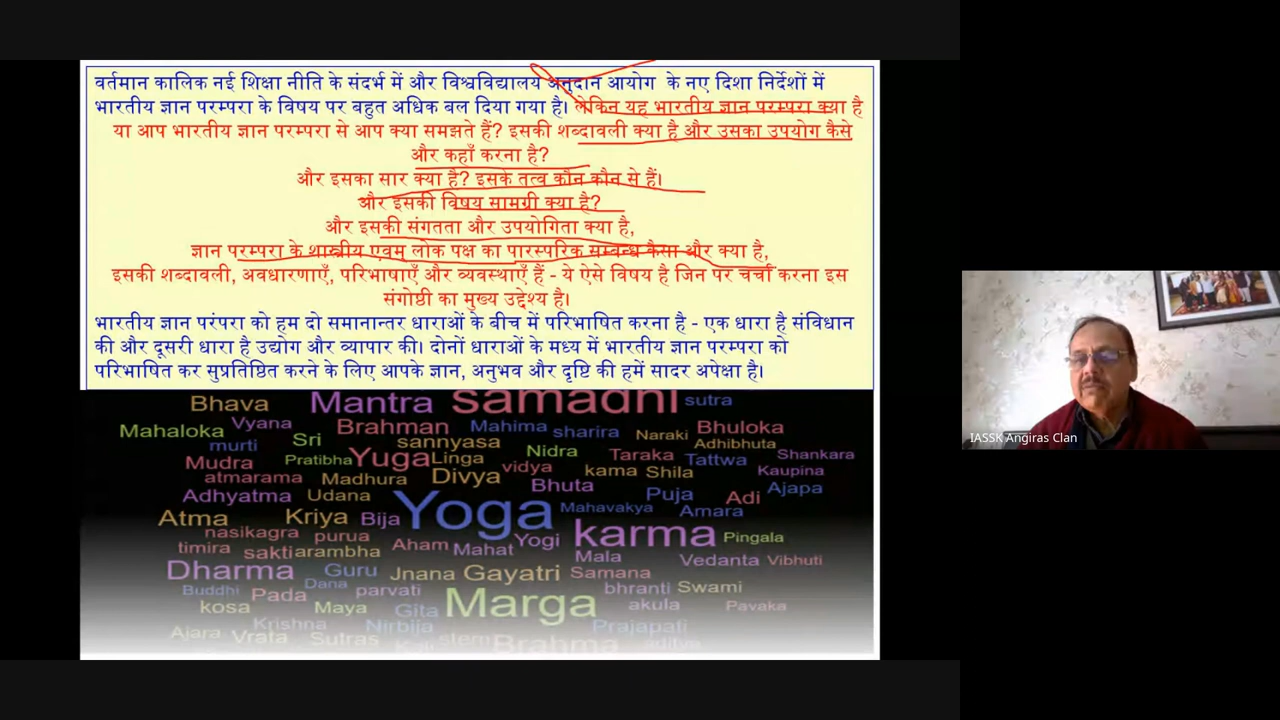 वर्तमान कालिक नई शिक्षा नीति के संदर्भ में और विश्वविद्यालय अनुदान आयोग के नए दिशा निर्देशों में
भारतीय ज्ञान परम्परा के विषय पर बहुत अधिक बल दिया गया है। लेकिन यह भारतीय ज्ञान परम्परा क्या है
या आप भारतीय ज्ञान परम्परा से आप क्या समझते हैं? इसकी शब्दावली क्या है और उसका उपयोग कैसे
और कहाँ करना है?
और इसका सार क्या है? इसके तत्व कौन कौन से हैं।
और इसकी विषय सामग्री क्या है?
और इसकी संगतता और उपयोगिता क्या है,
ज्ञान परम्परा के शास्त्रीय एवम् लोक पक्ष का पारस्परिक सम्बन्ध कैसा और क्या है,
इसकी शब्दावली, अवधारणाएँ, परिभाषाएँ और व्यवस्थाएँ हैं - ये ऐसे विषय है जिन पर चर्चा करना इस
संगोष्ठी का मुख्य उद्देश्य है।
भारतीय ज्ञान परंपरा को हम दो समानान्तर धाराओं के बीच में परिभाषित करना है - एक धारा है संविधान
की और दूसरी धारा है उद्योग और व्यापार की। दोनों धाराओं के मध्य में भारतीय ज्ञान परम्परा को
परिभाषित कर सुप्रतिष्ठित करने के लिए आपके ज्ञान, अनुभव और दृष्टि की हमें सादर अपेक्षा है।
Bhava Mantra samadhi sutra
Mahaloka Vyana Brahman Mahima sharira Naraki Bhuloka
murti Sri sannyasa Nidra Adhibhuta
Mudra Pratibha Yuga Linga vidya Taraka Tattwa Shankara
atmarama Madhura Divya kama Shila Kaupina
Adhyatma Udana Bhuta Puja Adi Ajapa
Atma Kriya Bija Yoga Mahavakya Amara
nasikagra purua Yogi karma Pingala
timira sakti arambha Aham Mahat Mala Vedanta Vibhuti
Dharma Guru Jnana Gayatri Samana
Buddhi Dana parvati bhranti Swami
kosa Pada Maya Gita Marga akula Pavaka
Krishna Nirbija Prajapati
Ajara Vrata Sutras stem Brahma aditya
IASSK Angiras Clan